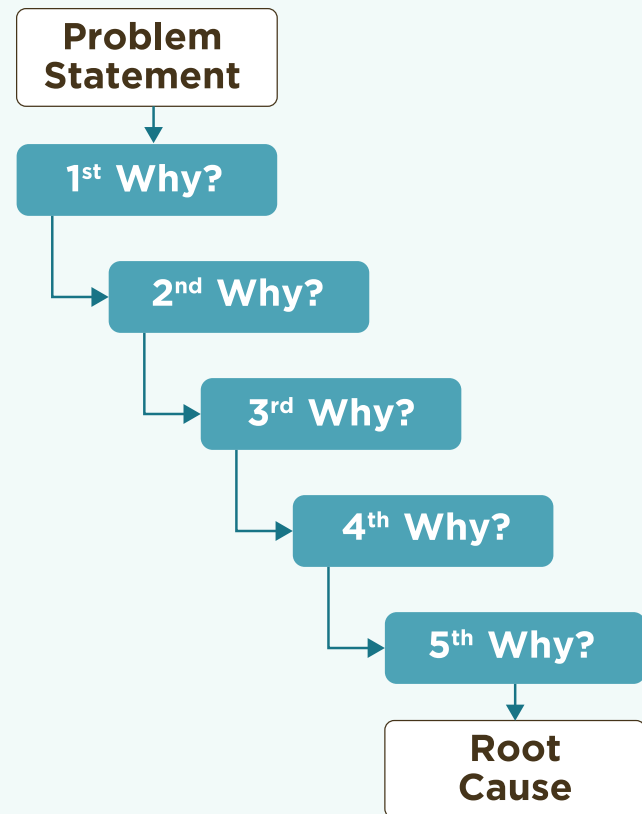 Problem
Statement
1st Why?
2nd Why?
3rd Why?
4th Why?
5th Why?
Root
Cause